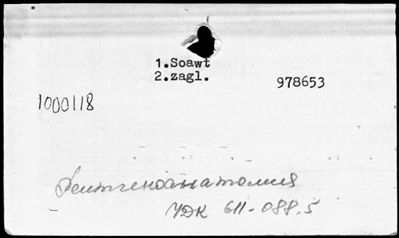 1.Soawt
2.zagl.
978653
1000118
Рентгеноанатомия
УДК 611-088.5